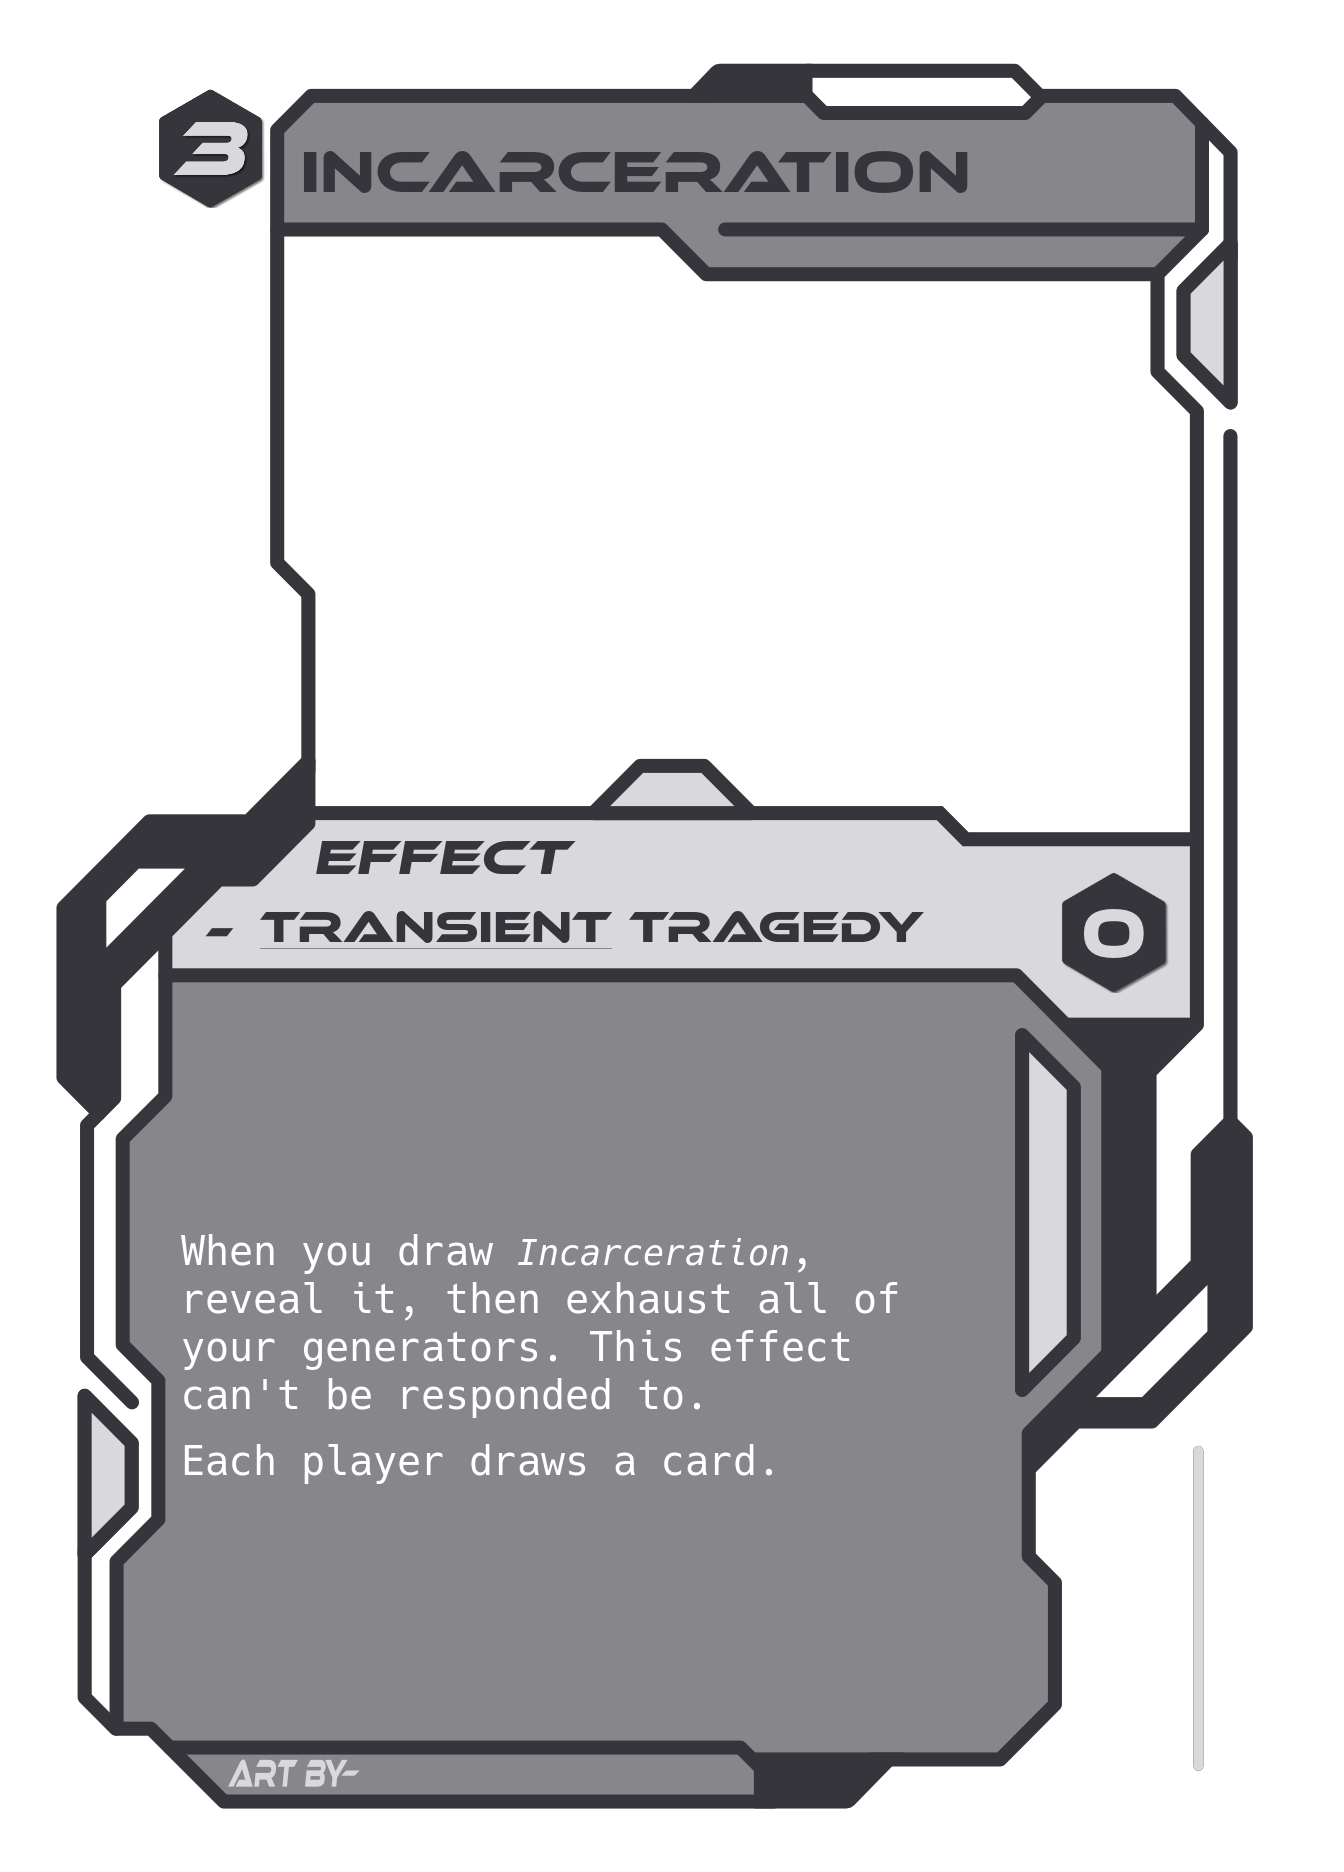 3
INCARCERATION
EFFECT
- TRANSIENT TRAGEDY
0
When you draw Incarceration,
reveal it, then exhaust all of
your generators. This effect
can't be responded to.
Each player draws a card.
ART BY-